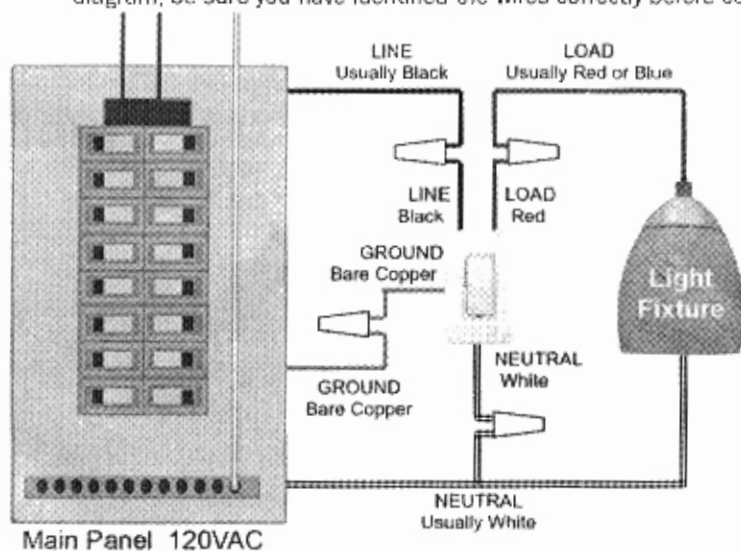 diagram, be sure you have identified the wires correctly before
LINE
Usually Black
LOAD
Usually Red or Blue
LINE
Black
LOAD
Red
GROUND
Bare Copper
Light
Fixture
NEUTRAL
White
GROUND
Bare Copper
NEUTRAL
Usually White
Main Panel 120VAC